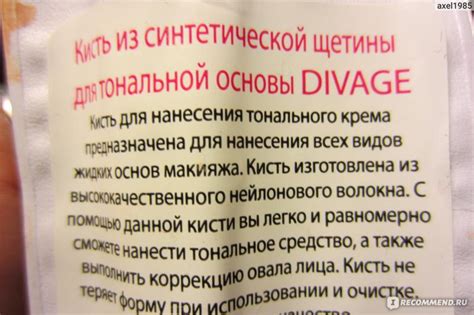 axel1985
Кисть из синтетической щетины
для тональной основы DIVAGE
Кисть для нанесения тонального крема
предназначена для нанесения всех видов
жидких основ макияжа. Кисть изготовлена из
высококачественного нейлонового волокна. С
помощью данной кисти вы легко и равномерно
сможете нанести тональное средство, а также
выполнить коррекцию овала лица. Кисть не
теряет форму при использовании и очистке.
IRECOMMEND.RU